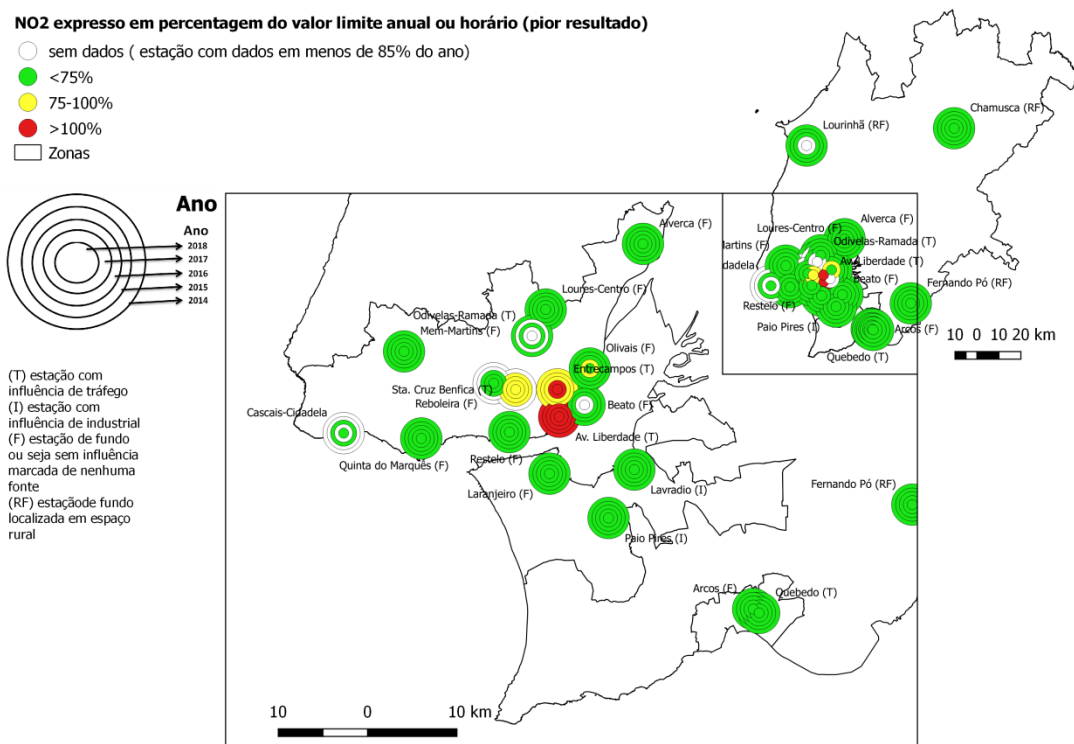 NO2 expresso em percentagem do valor limite anual ou horário (pior resultado)
sem dados ( estação com dados em menos de 85% do ano)
<75%
75-100%
>100%
Zonas
Ano
Ano
2018
2017
2016
2015
2014
(T) estação com
influência de tráfego
(I) estação com
influência de industrial
(F) estação de fundo
ou seja sem influência
marcada de nenhuma
fonte
(RF) estaçãode fundo
localizada em espaço
rural
Alverca (F)
Loures-Centro (F)
Odivelas-Ramada (T)
Mem-Martins (F)
Olivais (F)
Entrecampos (T)
Sta. Cruz Benfica (T)
Reboleira (F)
Beato (F)
Cascais-Cidadela
Av. Liberdade (T)
Quinta do Marquês (F)
Restelo (F)
Laranjeiro (F)
Lavradio (I)
Fernando Pó (RF)
Paio Pires (I)
Arcos (F)
Quebedo (T)
10 0 10 km
Chamusca (RF)
Lourinhã (RF)
Alverca (F)
Loures-Centro (F)
Odivelas-Ramada (T)
Martins (F)
Av. Liberdade (T)
dadela
Beato (F)
Fernando Pó (RF)
Restelo (F)
Paio Pires (I)
Arcos (F)
Quebedo (T)
10 0 10 20 km